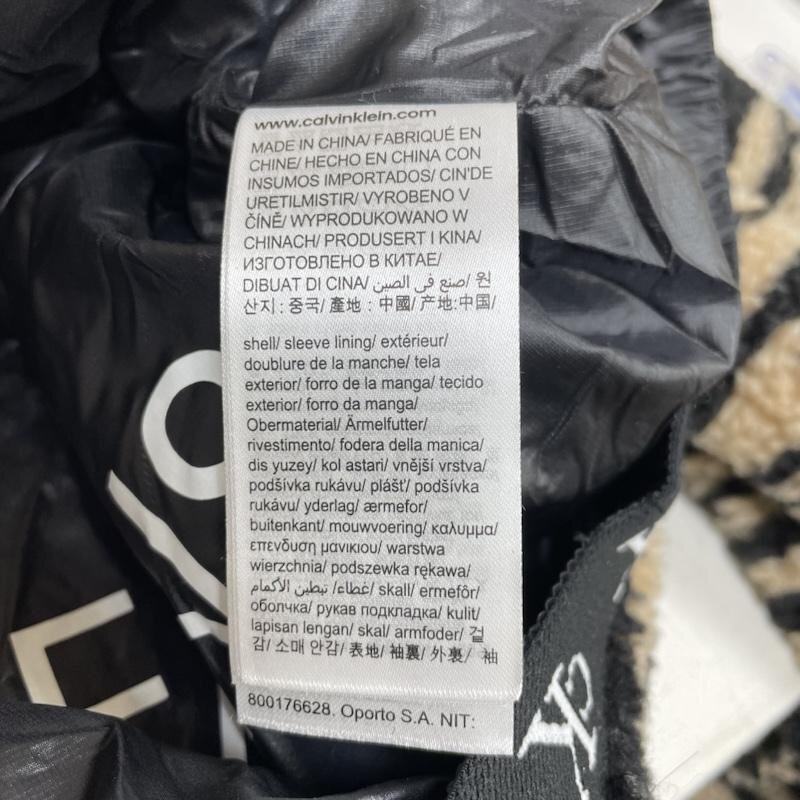 www.calvinklein.com
MADE IN CHINA/ FABRIQUÉ EN
CHINE/ HECHO EN CHINA CON
INSUMOS IMPORTADOS/ CIN'DE
URETILMISTIR/ VYROBENO V
ČÍNĚ/ WYPRODUKOWANO W
CHINACH/ PRODUSERT I KINA/
ИЗГОТОВЛЕНО В КИТАЕ/
DIBUAT DI CINA/ صنع في الصين/ 원
산지 : 중국/ 產地 : 中國/ 产地:中国/
shell/ sleeve lining/ extérieur/
doublure de la manche/ tela
exterior/ forro de la manga/ tecido
exterior/ forro da manga/
Obermaterial/ Ärmelfutter/
rivestimento/ fodera della manica/
dis yuzey/ kol astari/ vnější vrstva/
podšívka rukávu/ plášť/ podšívka
rukávu/ yderlag/ ærmefor/
buitenkant/ mouwvoering/ καλυμμα/
επενδυση μανικιου/ warstwa
wierzchnia/ podszewka rękawa/
غطاء/ تبطين الأكمام/ skall/ ermefôr/
оболчка/ рукав подкладка/ kulit/
lapisan lengan/ skal/ armfoder/ 겉
감/ 소매 안감/ 表地/ 袖裏/ 外裏/ 袖
800176628. Oporto S.A. NIT: